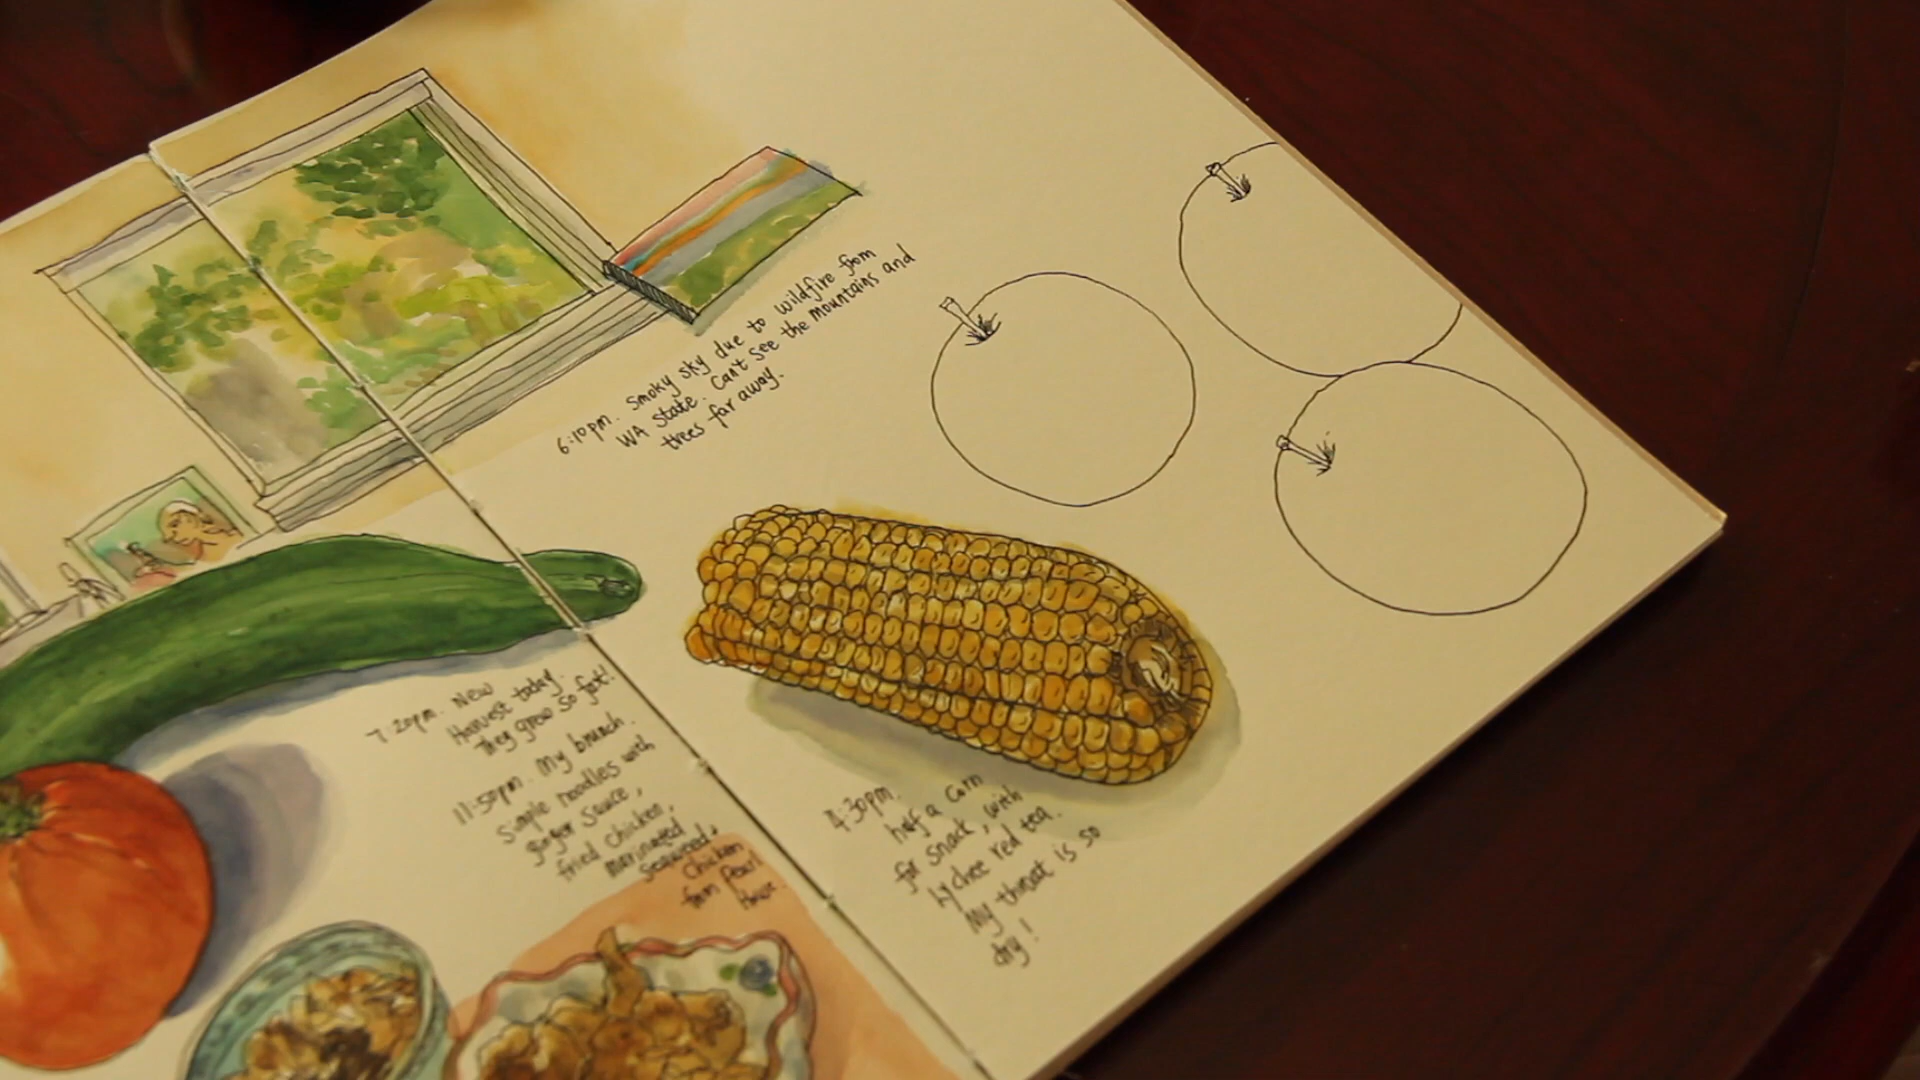 6:10pm. Smoky sky due to wildfire from
WA state. Can't see the mountains and
trees far away.
7:20pm. New
Harvest today.
They grow so fast!
11:50pm. My brunch.
Simple noodles with
ginger sauce,
fried chicken,
marinated
seaweed.
Chicken
from Pearl
House.
4:30pm.
half a corn
for snack, with
Lychee red tea.
My throat is so
dry!